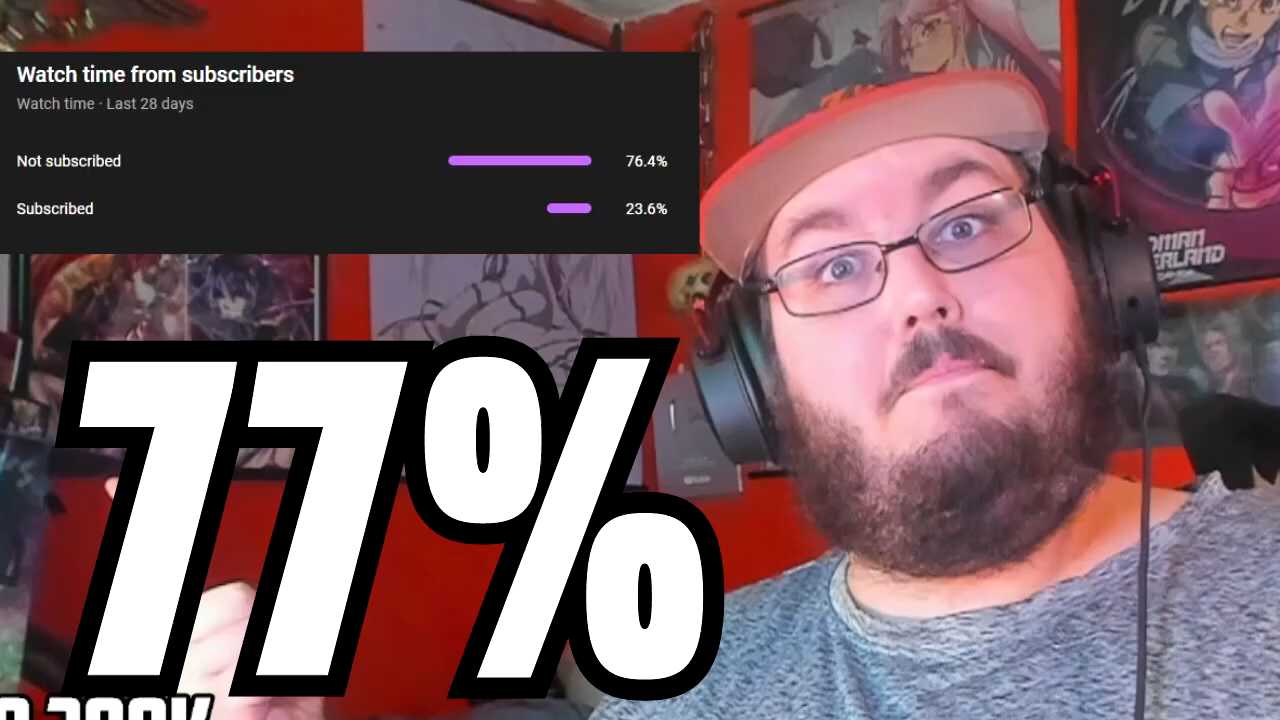 Watch time from subscribers
Watch time · Last 28 days
Not subscribed 76.4%
Subscribed 23.6%
77%